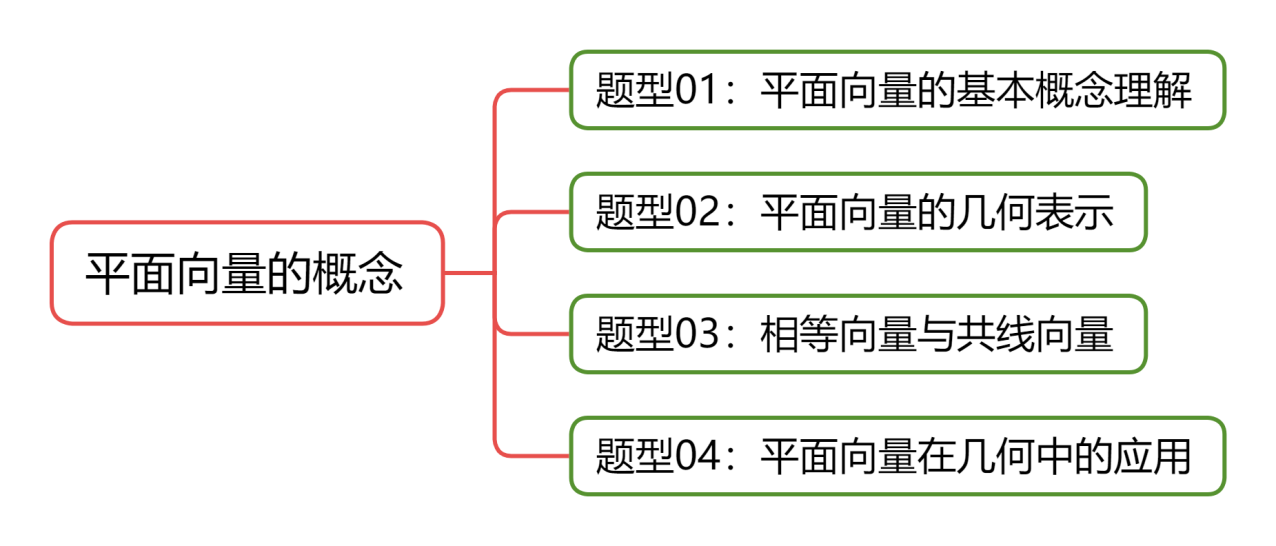 题型01：平面向量的基本概念理解
题型02：平面向量的几何表示
平面向量的概念
题型03：相等向量与共线向量
题型04：平面向量在几何中的应用